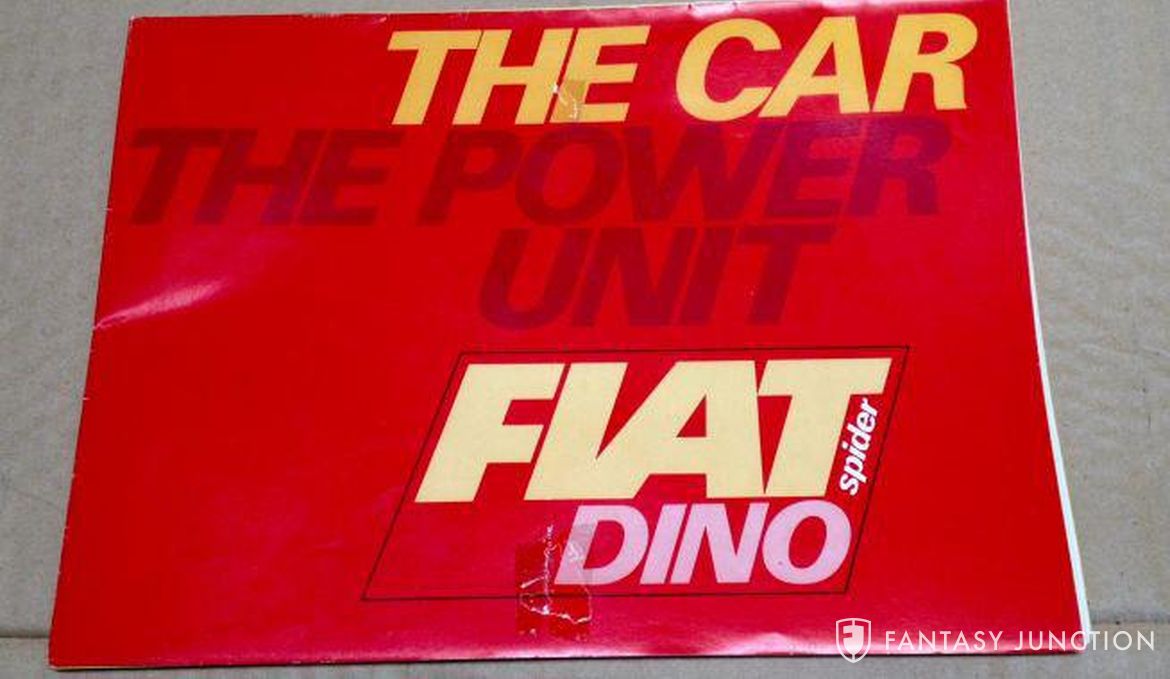 THE CAR
THE POWER
UNIT
FIAT
spider
DINO
FANTASY JUNCTION